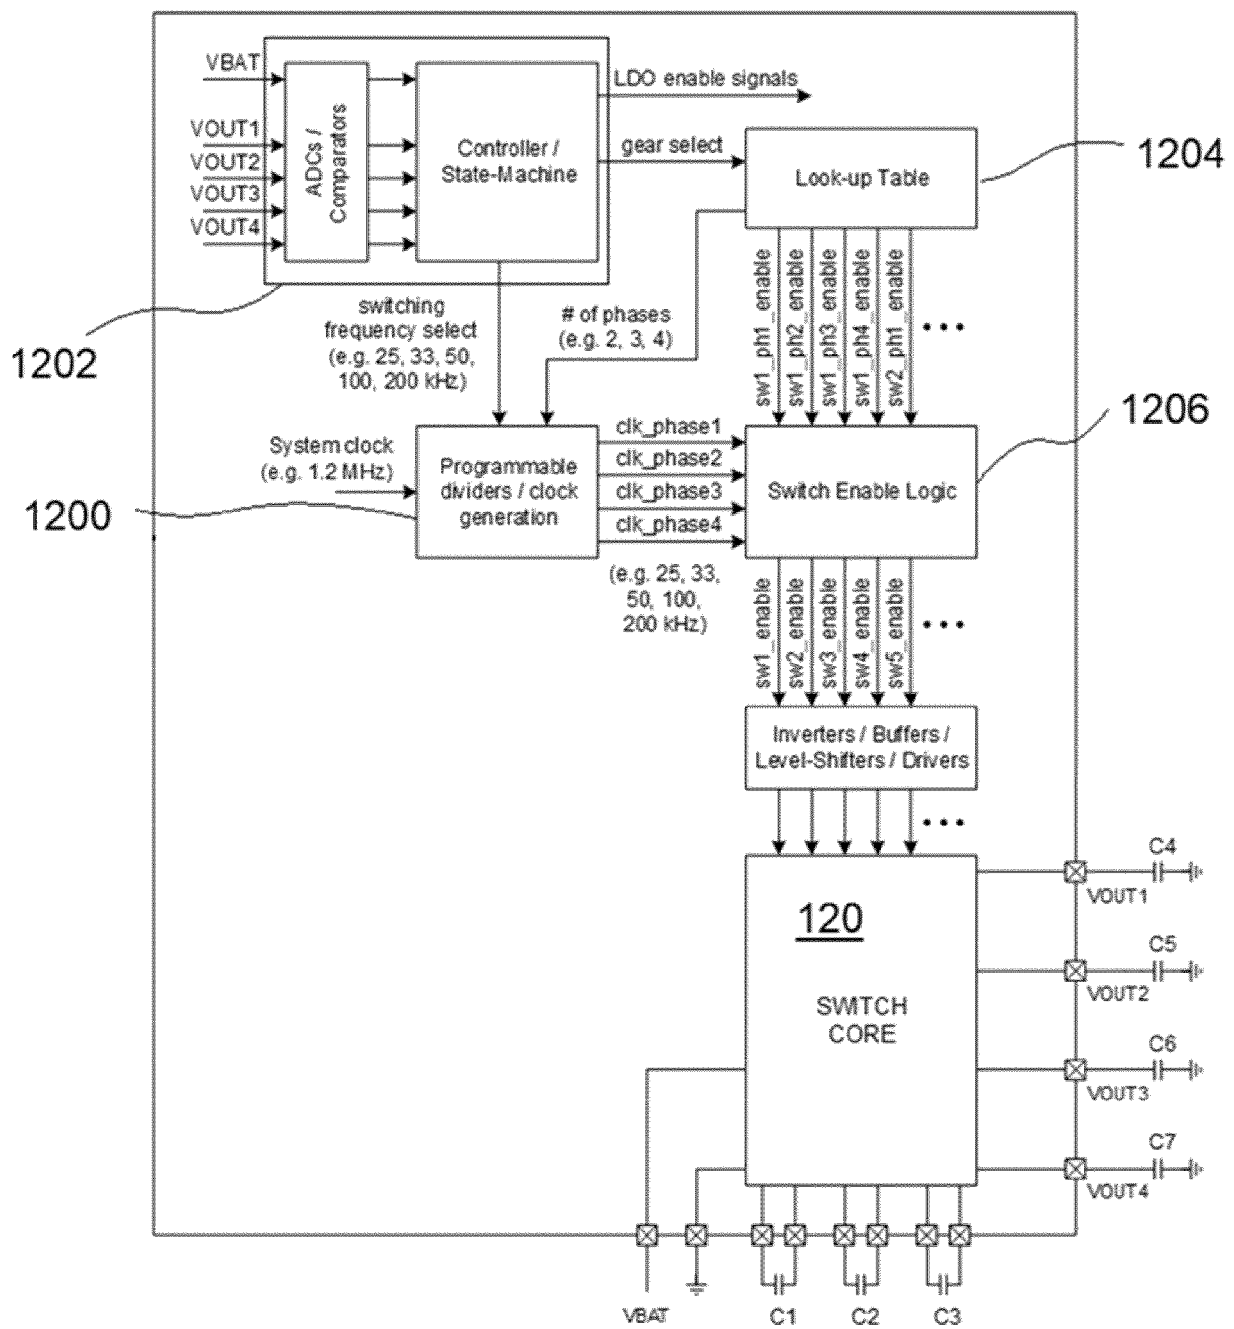 VBAT
VOUT1
VOUT2
VOUT3
VOUT4
ADCs /
Comparators
Controller /
State-Machine
LDO enable signals
gear select
Look-up Table
1204
1202
switching
frequency select
(e.g. 25, 33, 50,
100, 200 kHz)
# of phases
(e.g. 2, 3, 4)
sw1_ph1_enable
sw1_ph2_enable
sw1_ph3_enable
sw1_ph4_enable
sw2_ph1_enable
•••
1206
System clock
(e.g. 1.2 MHz)
1200
Programmable
dividers / clock
generation
clk_phase1
clk_phase2
clk_phase3
clk_phase4
(e.g. 25, 33,
50, 100,
200 kHz)
Switch Enable Logic
sw1_enable
sw2_enable
sw3_enable
sw4_enable
sw5_enable
•••
Inverters / Buffers /
Level-Shifters / Drivers
•••
120
SWITCH
CORE
C4
VOUT1
C5
VOUT2
C6
VOUT3
C7
VOUT4
VBAT
C1
C2
C3